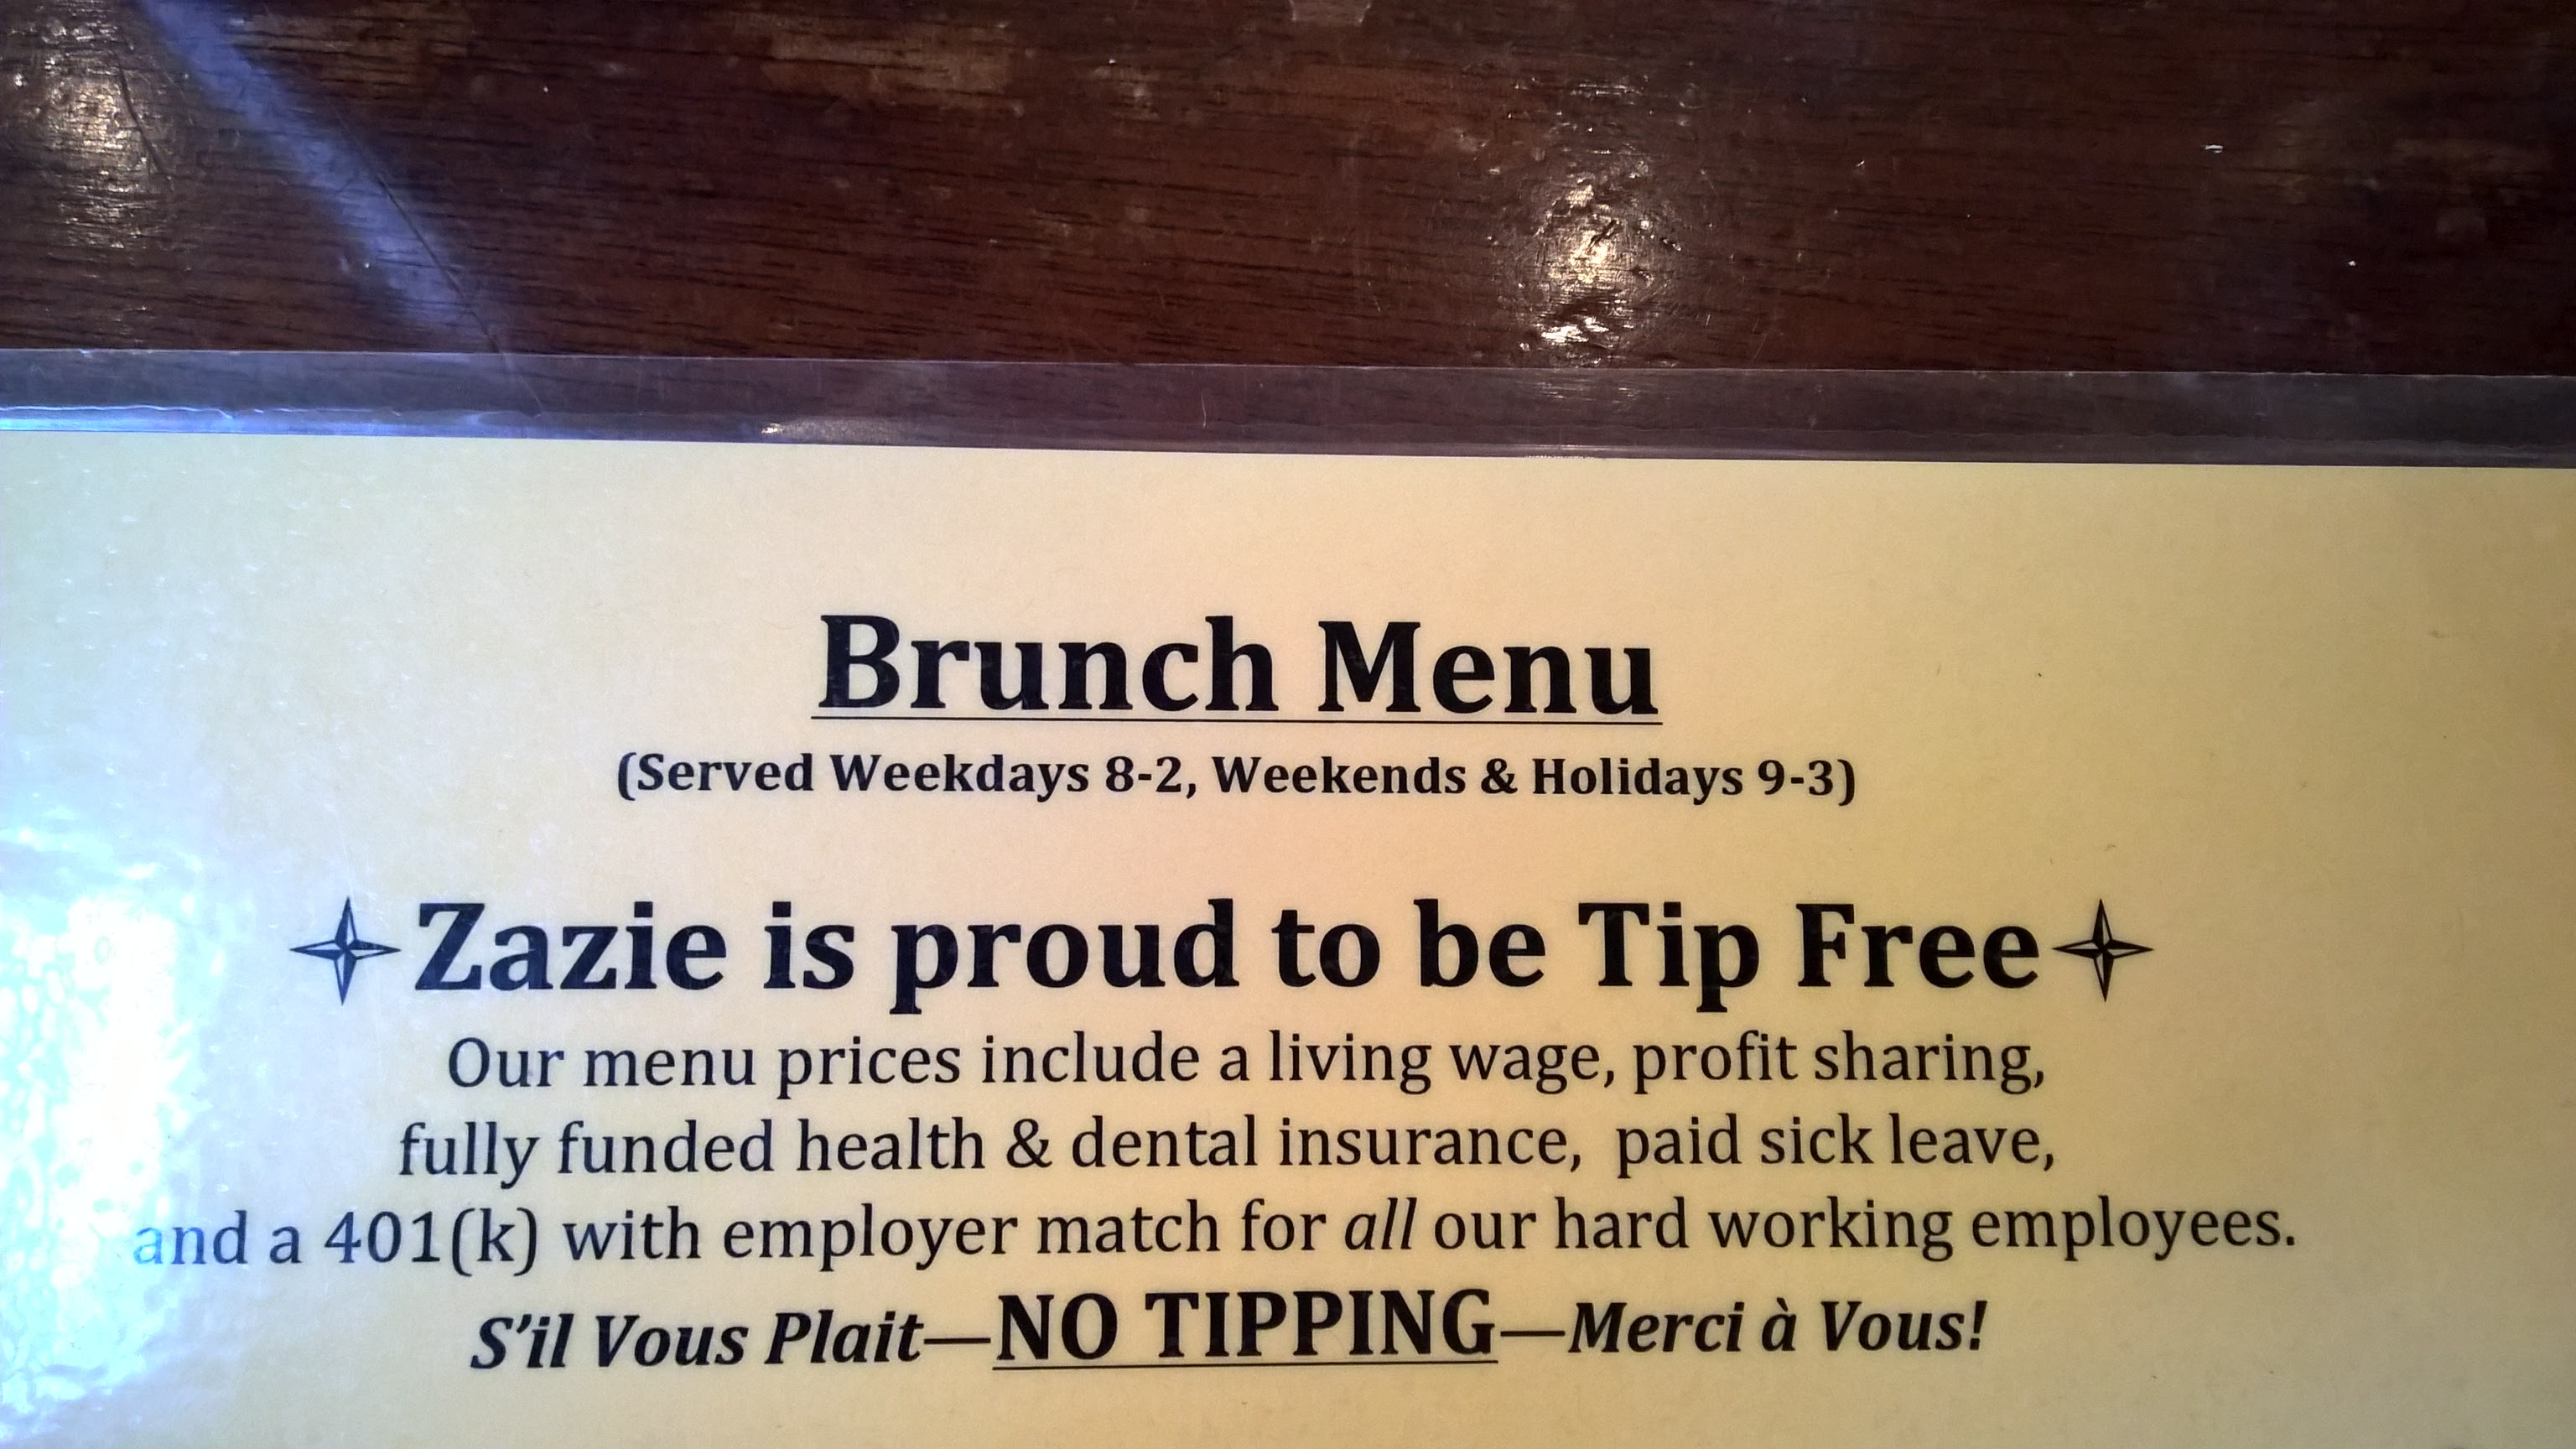 Brunch Menu
(Served Weekdays 8-2, Weekends & Holidays 9-3)
Zazie is proud to be Tip Free
Our menu prices include a living wage, profit sharing,
fully funded health & dental insurance, paid sick leave,
and a 401(k) with employer match for all our hard working employees.
S'il Vous Plait—NO TIPPING—Merci à Vous!